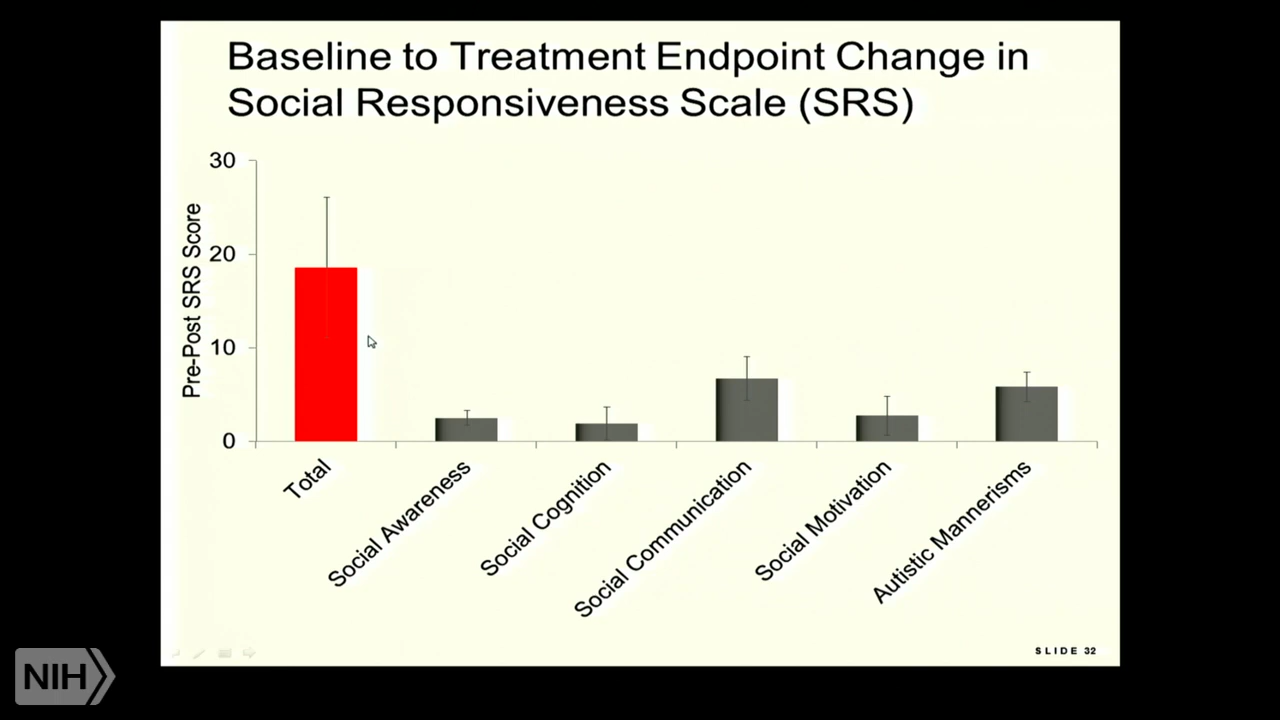 Baseline to Treatment Endpoint Change in
Social Responsiveness Scale (SRS)
Pre-Post SRS Score
30
20
10
0
Total
Social Awareness
Social Cognition
Social Communication
Social Motivation
Autistic Mannerisms
SLIDE 32
NIH